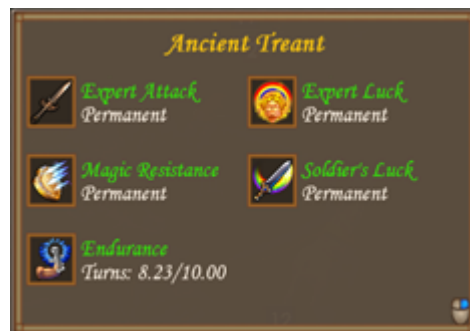 Ancient Treant
Expert Attack
Permanent
Expert Luck
Permanent
Magic Resistance
Permanent
Soldier's Luck
Permanent
Endurance
Turns: 8.23/10.00